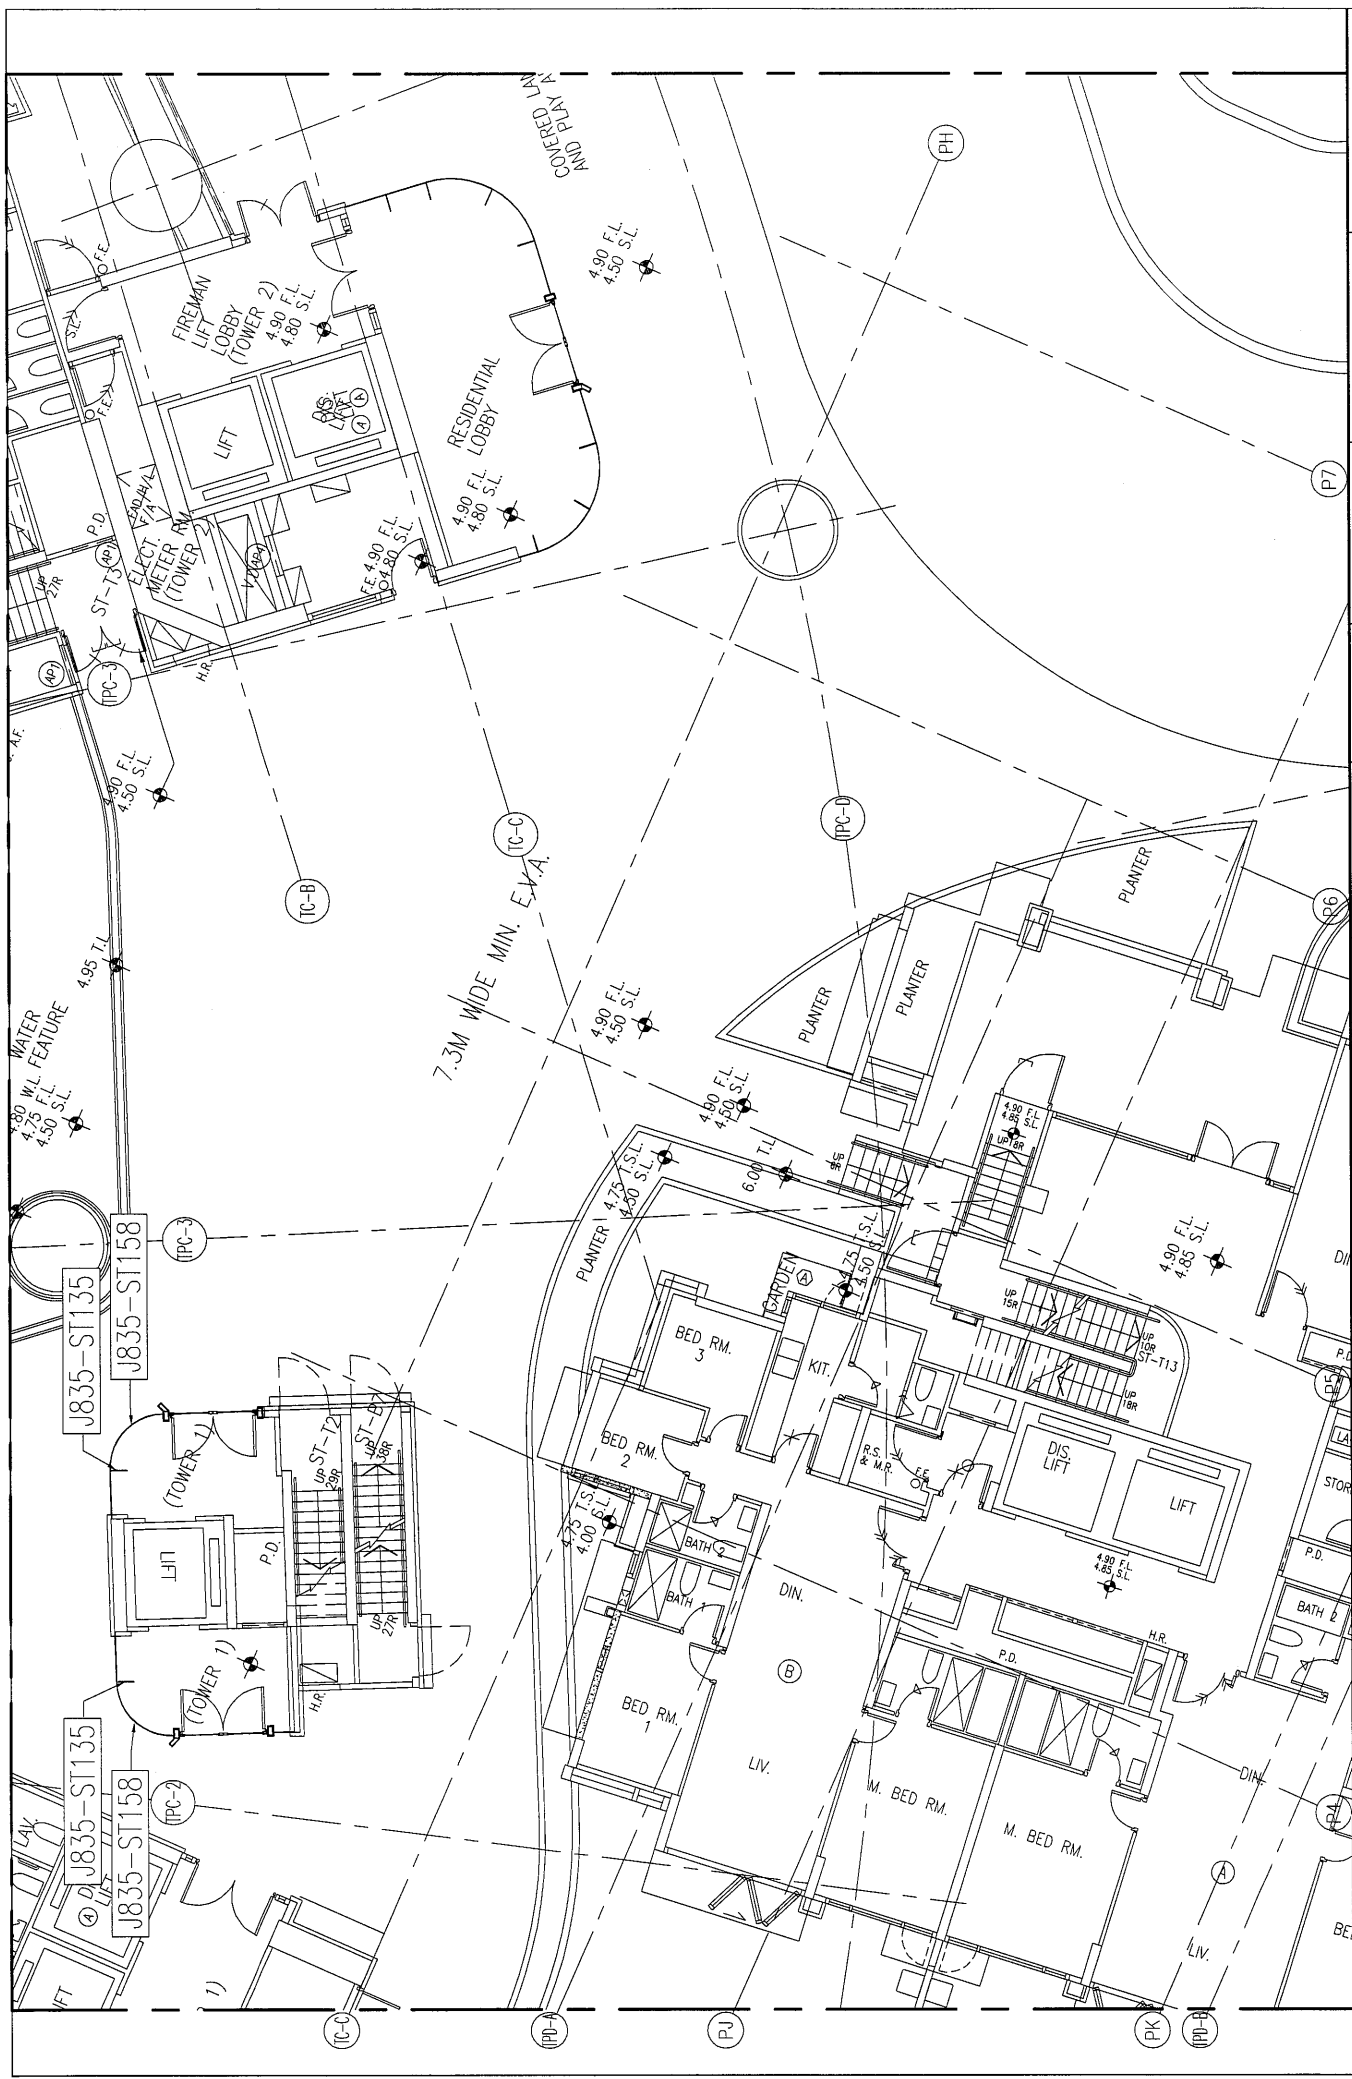 COVERED LA
AND PLAY A
PH
P7
4.90 F.L.
4.50 S.L.
F.E.
S.L.
F.E.
FIREMAN
LIFT
LOBBY
(TOWER 2)
4.90 F.L.
4.80 S.L.
LIFT
DIS.
LIFT
A
A
RESIDENTIAL
LOBBY
4.90 F.L.
4.80 S.L.
F.E. 4.90 F.L.
4.80 S.L.
P.D.
ELECT.
METER RM.
(TOWER 2)
AP4
UP
27R
ST-T3
AP1
TPC-3
H.R.
A.F.
4.90 F.L.
4.50 S.L.
TC-B
TC-C
TPC-D
7.3M WIDE MIN. E.V.A.
4.95 T.L.
WATER
FEATURE
4.80 W.L.
4.75 F.L.
4.50 S.L.
4.90 F.L.
4.50 S.L.
4.90 F.L.
4.50 S.L.
PLANTER
PLANTER
PLANTER
P6
J835-ST135
J835-ST158
TPC-3
PLANTER
4.75 T.S.L.
4.50 S.L.
6.00 T.L.
UP
8R
4.90 F.L.
4.85 S.L.
UP 18R
4.90 F.L.
4.85 S.L.
GARDEN
A
4.75 T.S.L.
4.50 S.L.
BED RM.
3
KIT.
BED RM.
2
UP
15R
UP
10R
ST-T13
UP
18R
P5
P.D.
(TOWER 1)
LIFT
P.D.
UP
29R
ST-T2
UP
38R
UP
27R
(TOWER 1)
H.R.
4.00 S.L.
R.S.
& M.R.
F.E.
DIS.
LIFT
LIFT
STOR
P.D.
BATH 2
BATH 1
BATH 2
DIN.
4.90 F.L.
4.85 S.L.
H.R.
P.D.
BED RM.
1
B
LIV.
M. BED RM.
M. BED RM.
DIN.
P4
A
LIV.
J835-ST135
J835-ST158
TPC-2
LAV.
A
LIFT
1)
TC-C
TPD-A
PJ
PK
TPD-B